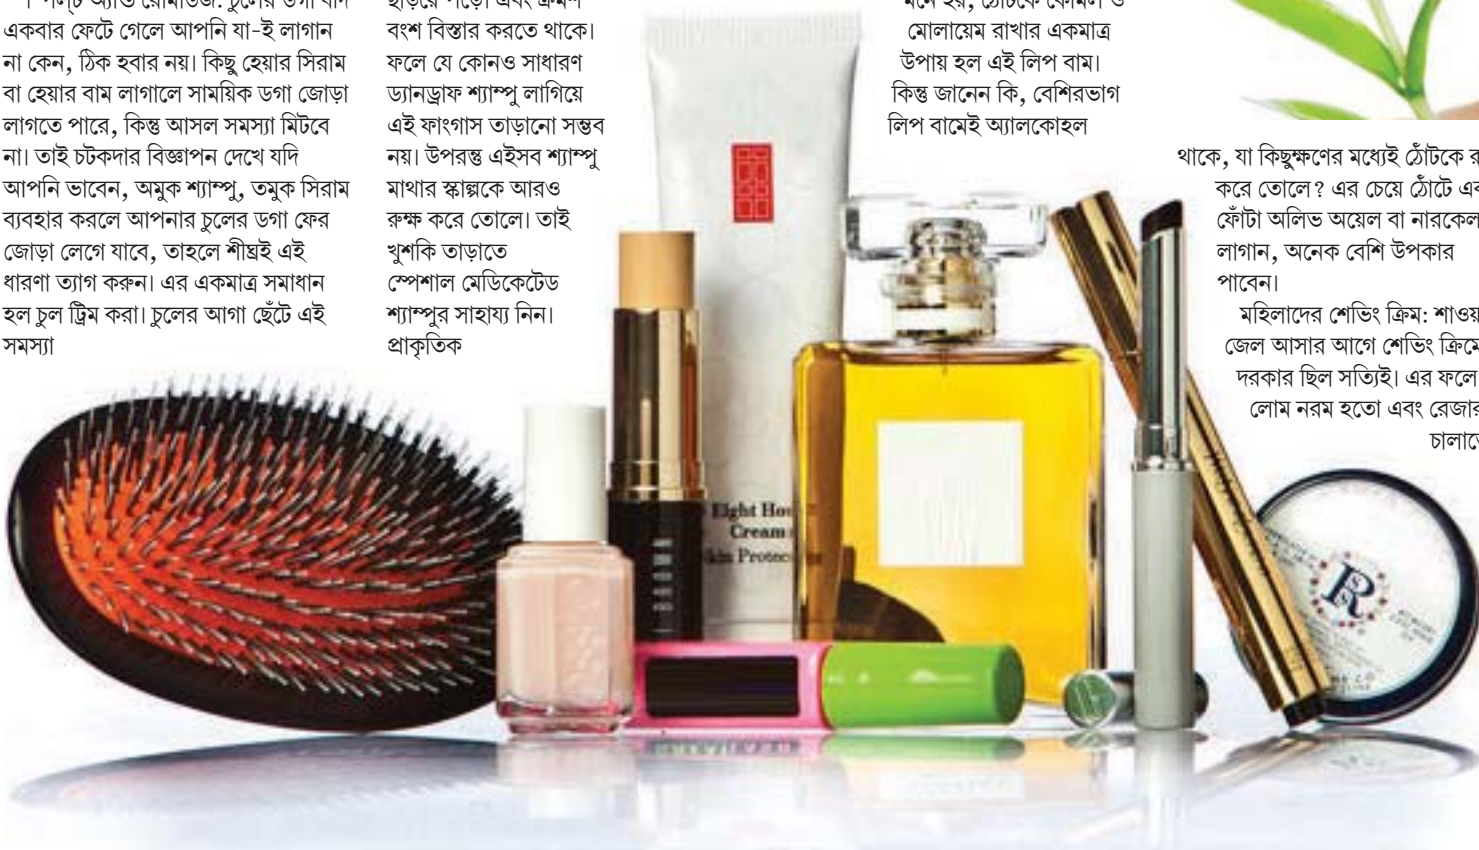 একবার ফেটে গেলে আপনি যা-ই লাগান
না কেন, ঠিক হবার নয়। কিছু হেয়ার সিরাম
বা হেয়ার বাম লাগালে সাময়িক ডগা জোড়া
লাগতে পারে, কিন্তু আসল সমস্যা মিটবে
না। তাই চটকদার বিজ্ঞাপন দেখে যদি
আপনি ভাবেন, অমুক শ্যাম্পু, তমুক সিরাম
ব্যবহার করলে আপনার চুলের ডগা ফের
জোড়া লেগে যাবে, তাহলে শীঘ্রই এই
ধারণা ত্যাগ করুন। এর একমাত্র সমাধান
হল চুল ট্রিম করা। চুলের আগা ছেঁটে এই
সমস্যা
বংশ বিস্তার করতে থাকে।
ফলে যে কোনও সাধারণ
ড্যানড্রাফ শ্যাম্পু লাগিয়ে
এই ফাংগাস তাড়ানো সম্ভব
নয়। উপরন্তু এইসব শ্যাম্পু
মাথার স্কাল্পকে আরও
রুক্ষ করে তোলে। তাই
খুশকি তাড়াতে
স্পেশাল মেডিকেটেড
শ্যাম্পুর সাহায্য নিন।
প্রাকৃতিক
মোলায়েম রাখার একমাত্র
উপায় হল এই লিপ বাম।
কিন্তু জানেন কি, বেশিরভাগ
লিপ বামেই অ্যালকোহল
থাকে, যা কিছুক্ষণের মধ্যেই ঠোঁটকে
করে তোলে? এর চেয়ে ঠোঁটে
ফোঁটা অলিভ অয়েল বা নারকেল
লাগান, অনেক বেশি উপকার
পাবেন।
মহিলাদের শেভিং ক্রিম:
জেল আসার আগে শেভিং
দরকার ছিল সত্যিই। এর ফলে
লোম নরম হতো এবং
Eight
Cream
R